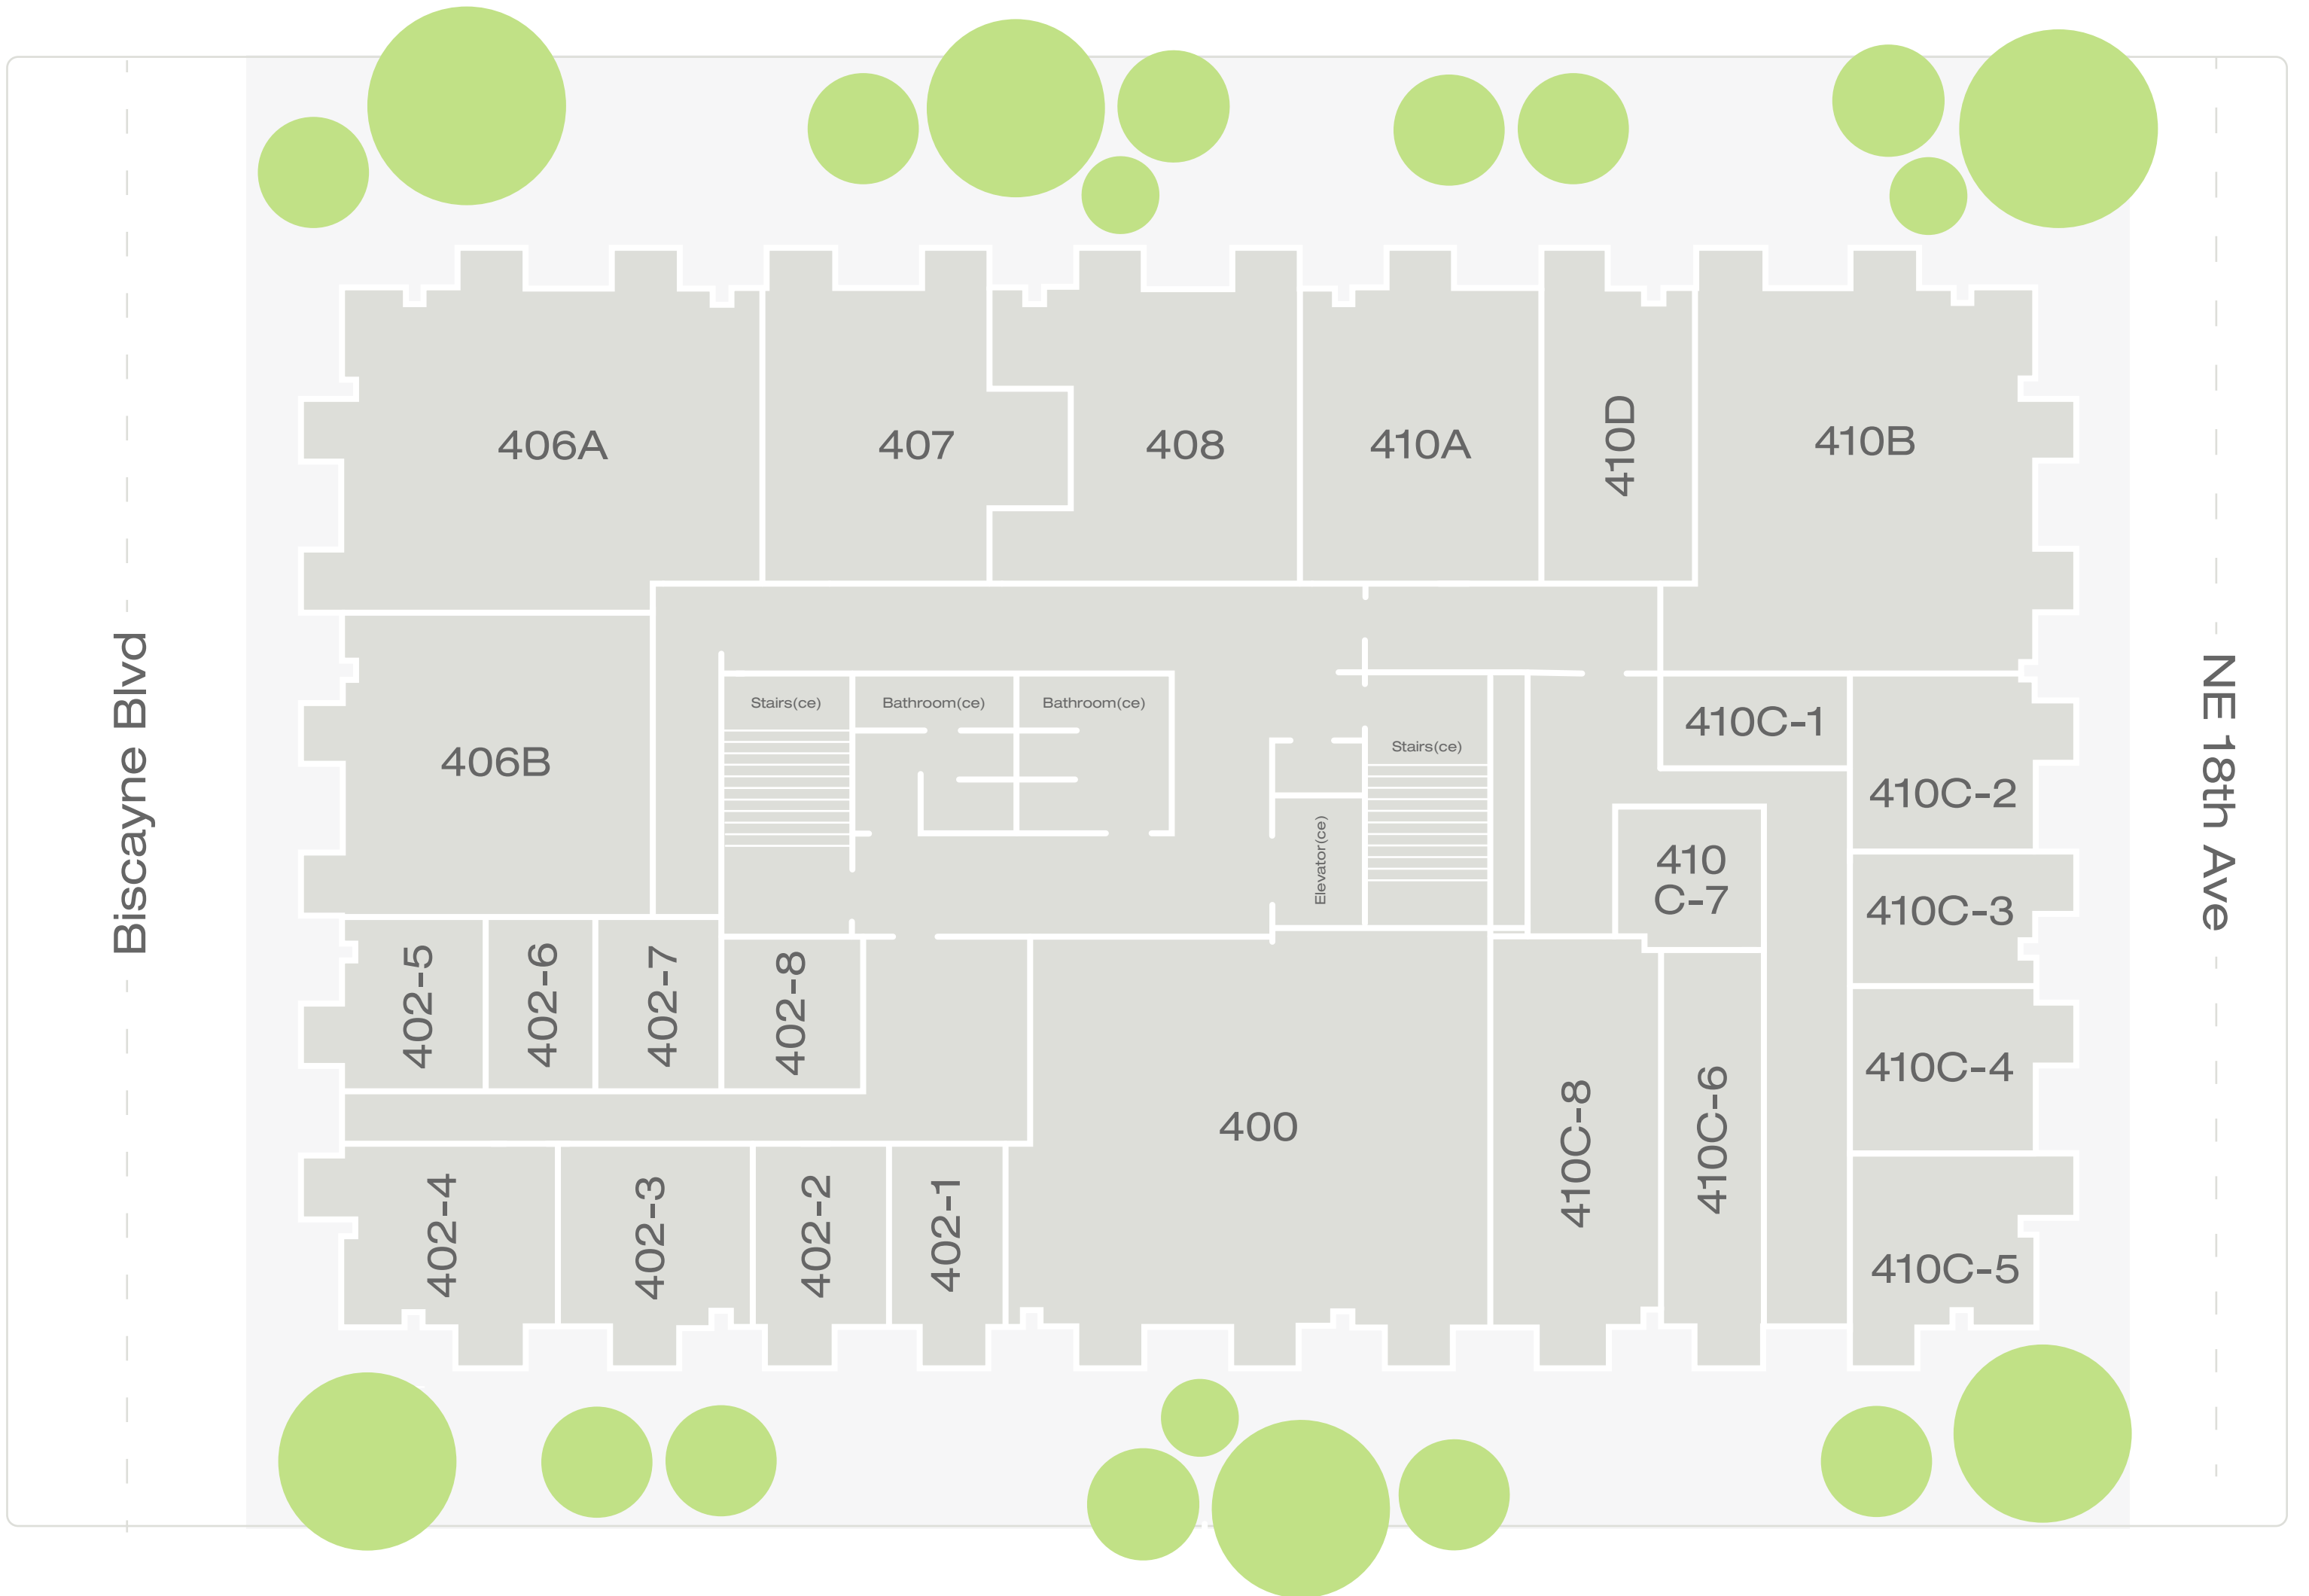 406A
407
408
410A
410D
410B
Biscayne Blvd
NE 18th Ave
406B
Stairs(ce)
Bathroom(ce)
Bathroom(ce)
Stairs(ce)
Elevator(ce)
410C-1
410C-2
410
C-7
410C-3
402-5
402-6
402-7
402-8
410C-4
400
410C-8
410C-6
402-4
402-3
402-2
402-1
410C-5